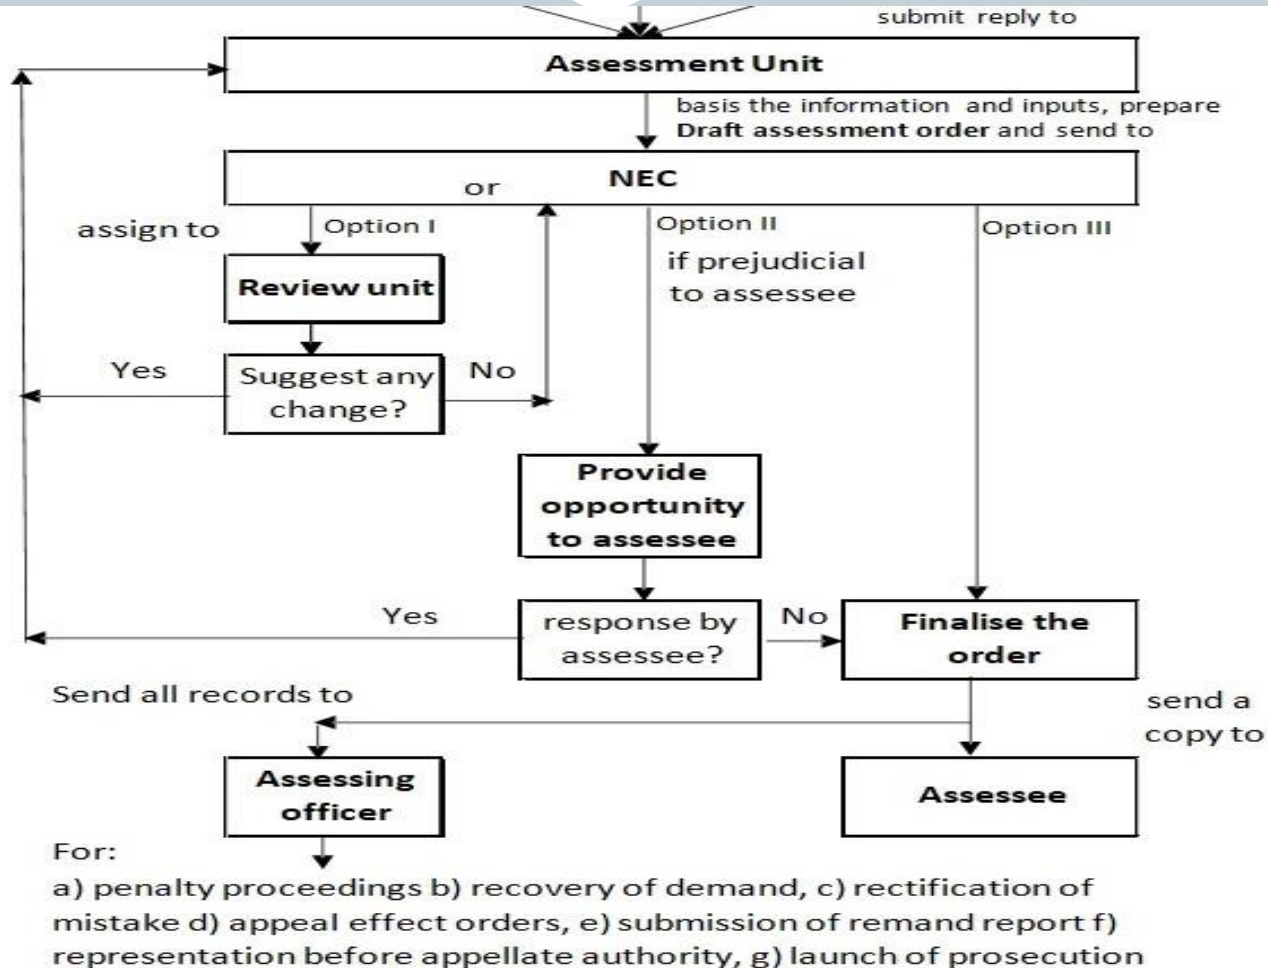 submit reply to
Assessment Unit
basis the information and inputs, prepare
Draft assessment order and send to
NEC
or
assign to
Option I
Option II
Option III
if prejudicial
to assessee
Review unit
Yes
Suggest any
change?
No
Provide
opportunity
to assessee
Yes
response by
assessee?
No
Finalise the
order
Send all records to
send a
copy to
Assessing
officer
Assessee
For:
a) penalty proceedings b) recovery of demand, c) rectification of
mistake d) appeal effect orders, e) submission of remand report f)
representation before appellate authority, g) launch of prosecution